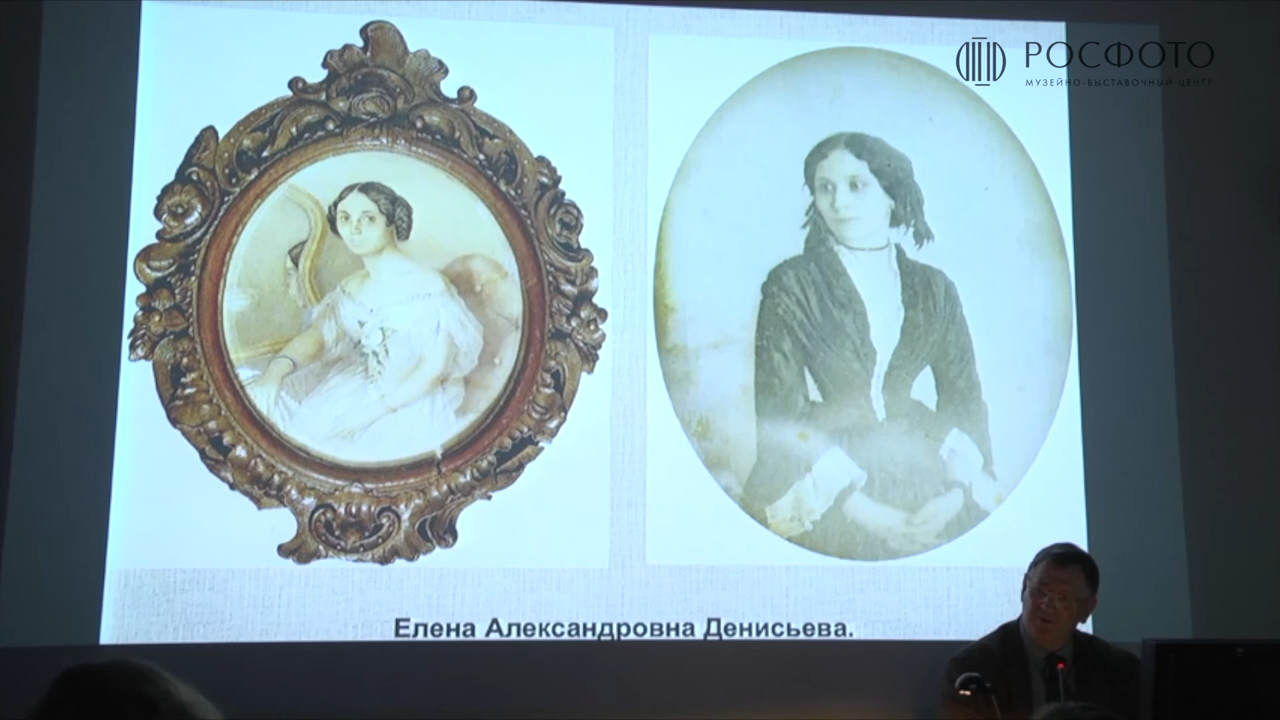 РОСФОТО
МУЗЕЙНО-ВЫСТАВОЧНЫЙ ЦЕНТР
Елена Александровна Денисьева.